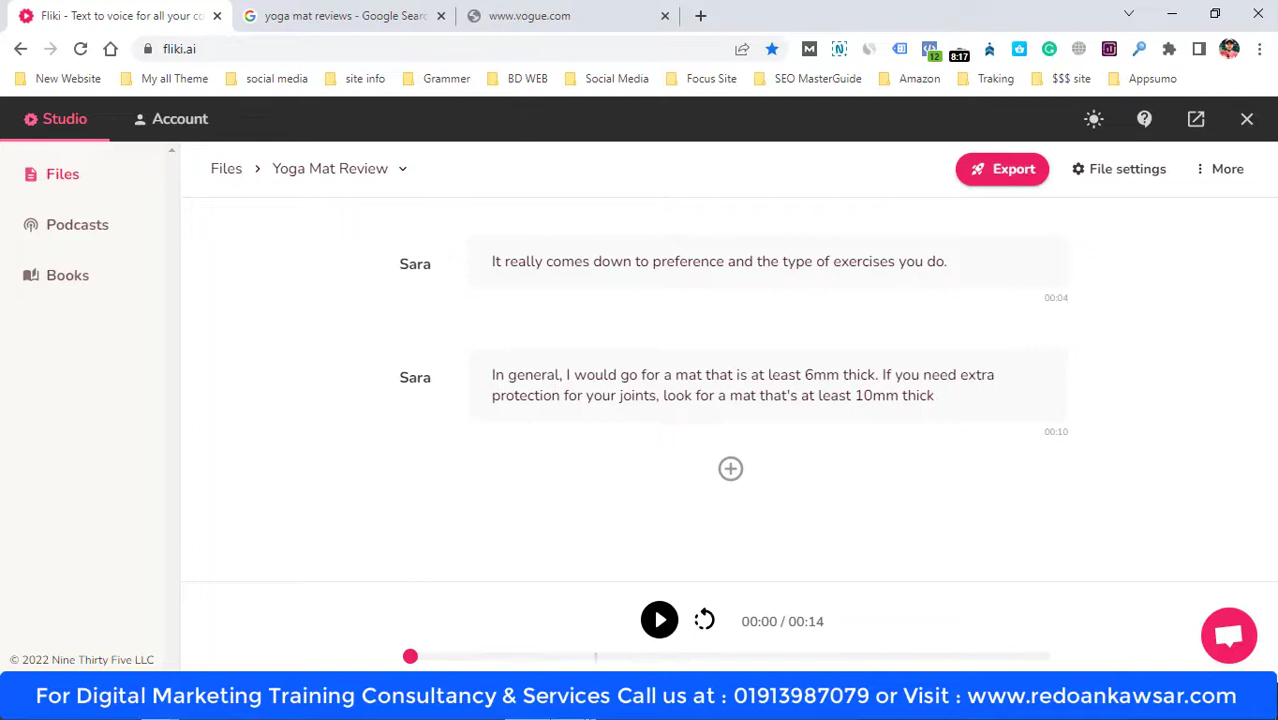 Fliki - Text to voice for all your co
yoga mat reviews - Google Searc
www.vogue.com
fliki.ai
12
8:17
New Website
My all Theme
social media
site info
Grammer
BD WEB
Social Media
Focus Site
SEO MasterGuide
Amazon
Traking
$$$ site
Appsumo
Studio
Account
Files
Podcasts
Books
Files > Yoga Mat Review
Export
File settings
More
Sara
It really comes down to preference and the type of exercises you do.
00:04
Sara
In general, I would go for a mat that is at least 6mm thick. If you need extra
protection for your joints, look for a mat that's at least 10mm thick
00:10
00:00 / 00:14
© 2022 Nine Thirty Five LLC
For Digital Marketing Training Consultancy & Services Call us at : 01913987079 or Visit : www.redoankawsar.com